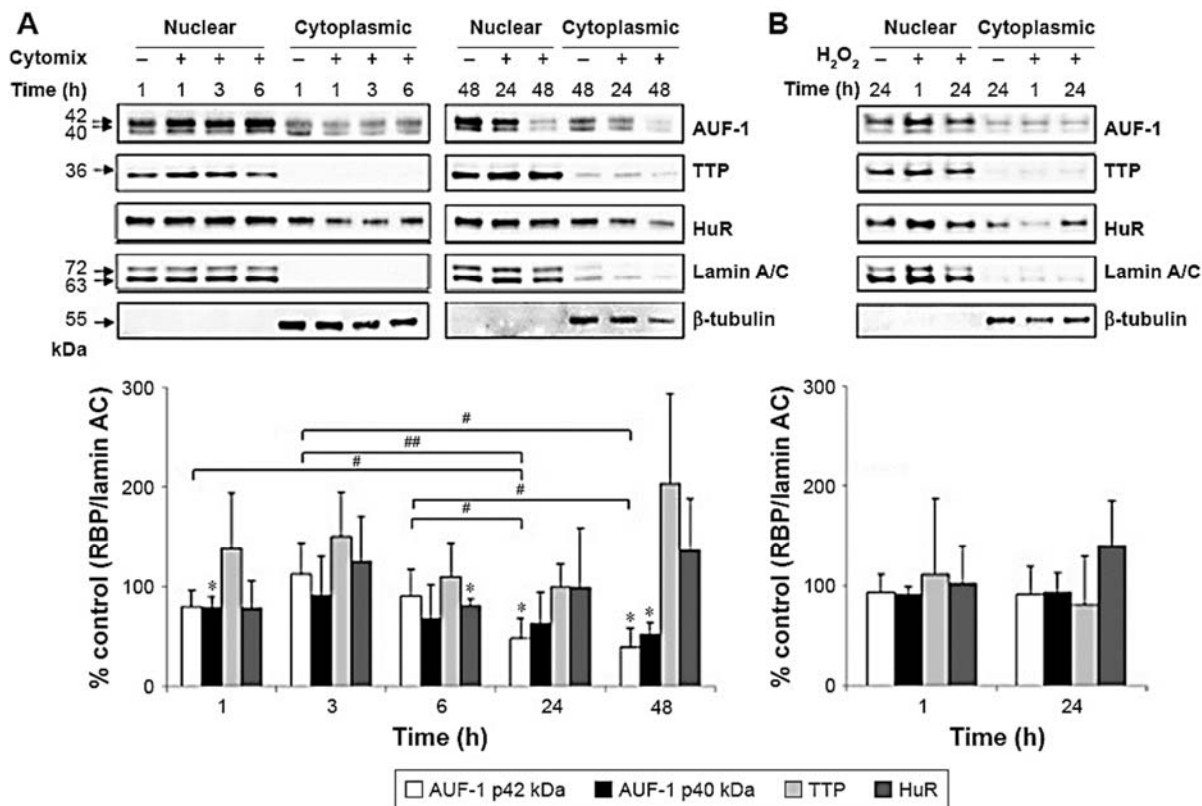 A
Nuclear Cytoplasmic Nuclear Cytoplasmic
Cytomix – + + + – + + + – + + – + +
Time (h) 1 1 3 6 1 1 3 6 48 24 48 48 24 48
42
40
AUF-1
36
TTP
HuR
72
63
Lamin A/C
55
β-tubulin
kDa
B
Nuclear Cytoplasmic
H₂O₂ – + + – + +
Time (h) 24 1 24 24 1 24
AUF-1
TTP
HuR
Lamin A/C
β-tubulin
% control (RBP/lamin AC)
300
200
100
0
#
##
#
#
#
* * * * *
1 3 6 24 48
Time (h)
% control (RBP/lamin AC)
300
200
100
0
1 24
Time (h)
AUF-1 p42 kDa AUF-1 p40 kDa TTP HuR